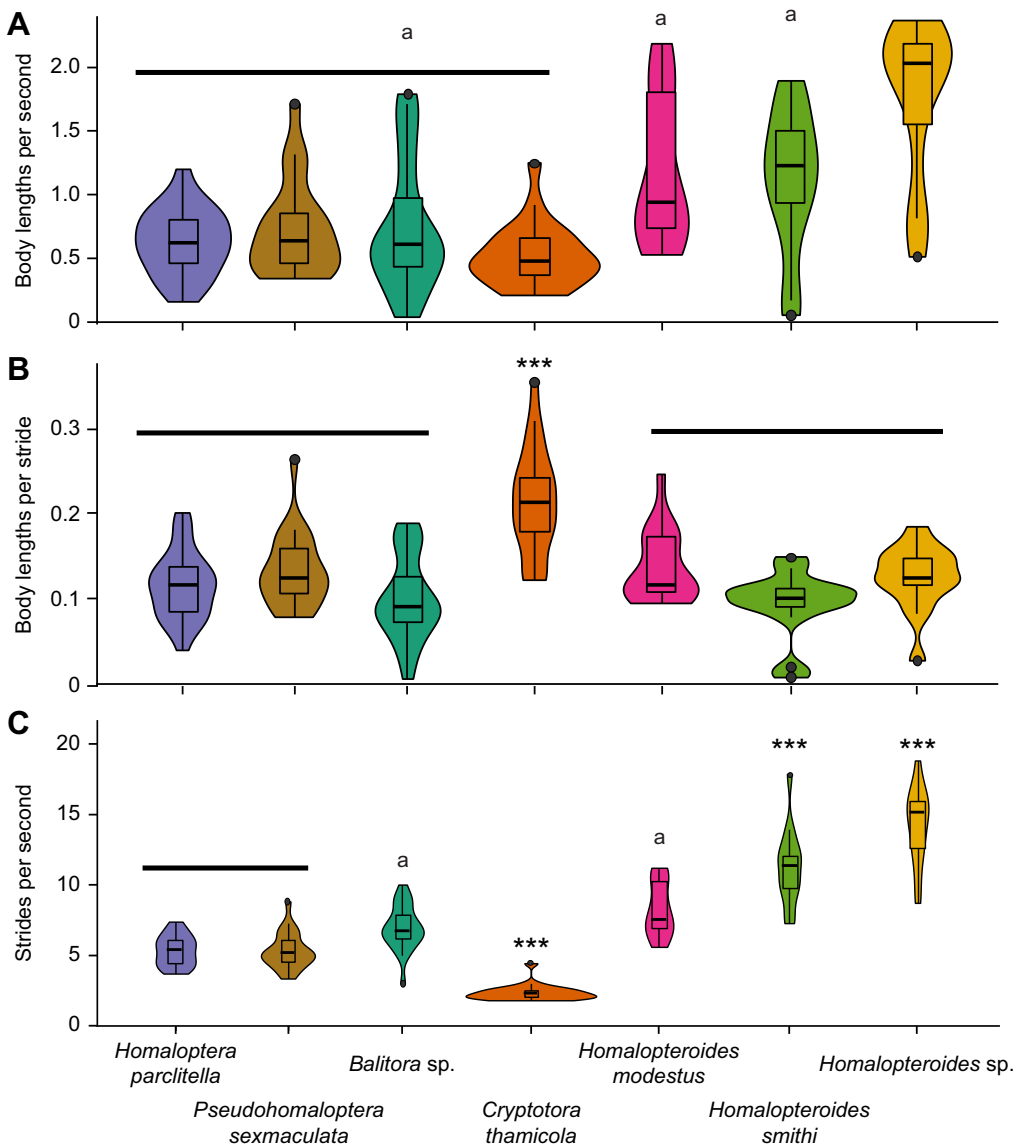 A
Body lengths per second
2.0
1.5
1.0
0.5
0
a
a
a
B
Body lengths per stride
0.3
0.2
0.1
0
***
C
Strides per second
20
15
10
5
0
a
***
a
***
***
Homaloptera
parclitella
Pseudohomaloptera
sexmaculata
Balitora sp.
Cryptotora
thamicola
Homalopteroides
modestus
Homalopteroides
smithi
Homalopteroides sp.